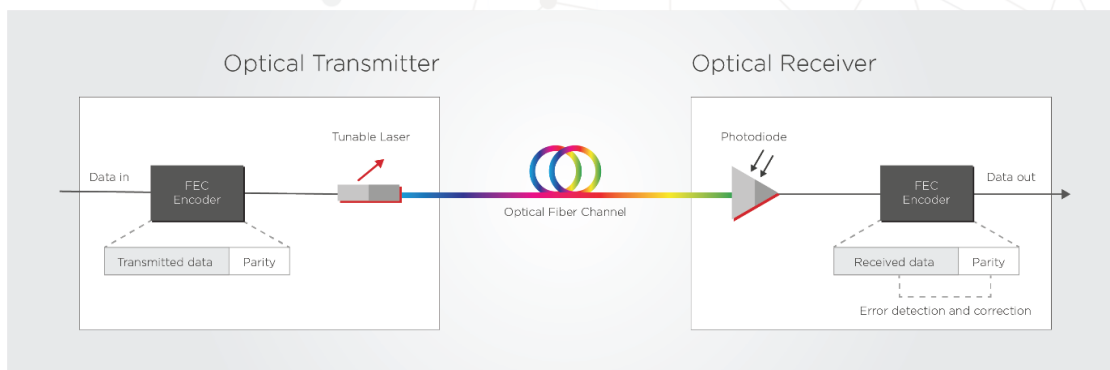 Optical Transmitter
Optical Receiver
Tunable Laser
Photodiode
Data in
FEC
Encoder
Optical Fiber Channel
FEC
Encoder
Data out
Transmitted data
Parity
Received data
Parity
Error detection and correction